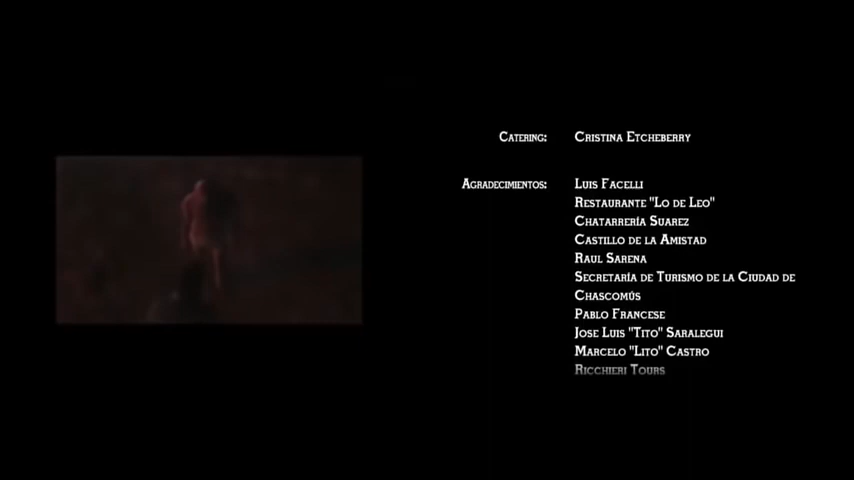 Catering: Cristina Etcheberry
Agradecimientos: Luis Facelli
Restaurante "Lo de Leo"
Chatarrería Suarez
Castillo de la Amistad
Raul Sarena
Secretaría de Turismo de la Ciudad de
Chascomús
Pablo Francese
Jose Luis "Tito" Saralegui
Marcelo "Lito" Castro
Ricchieri Tours